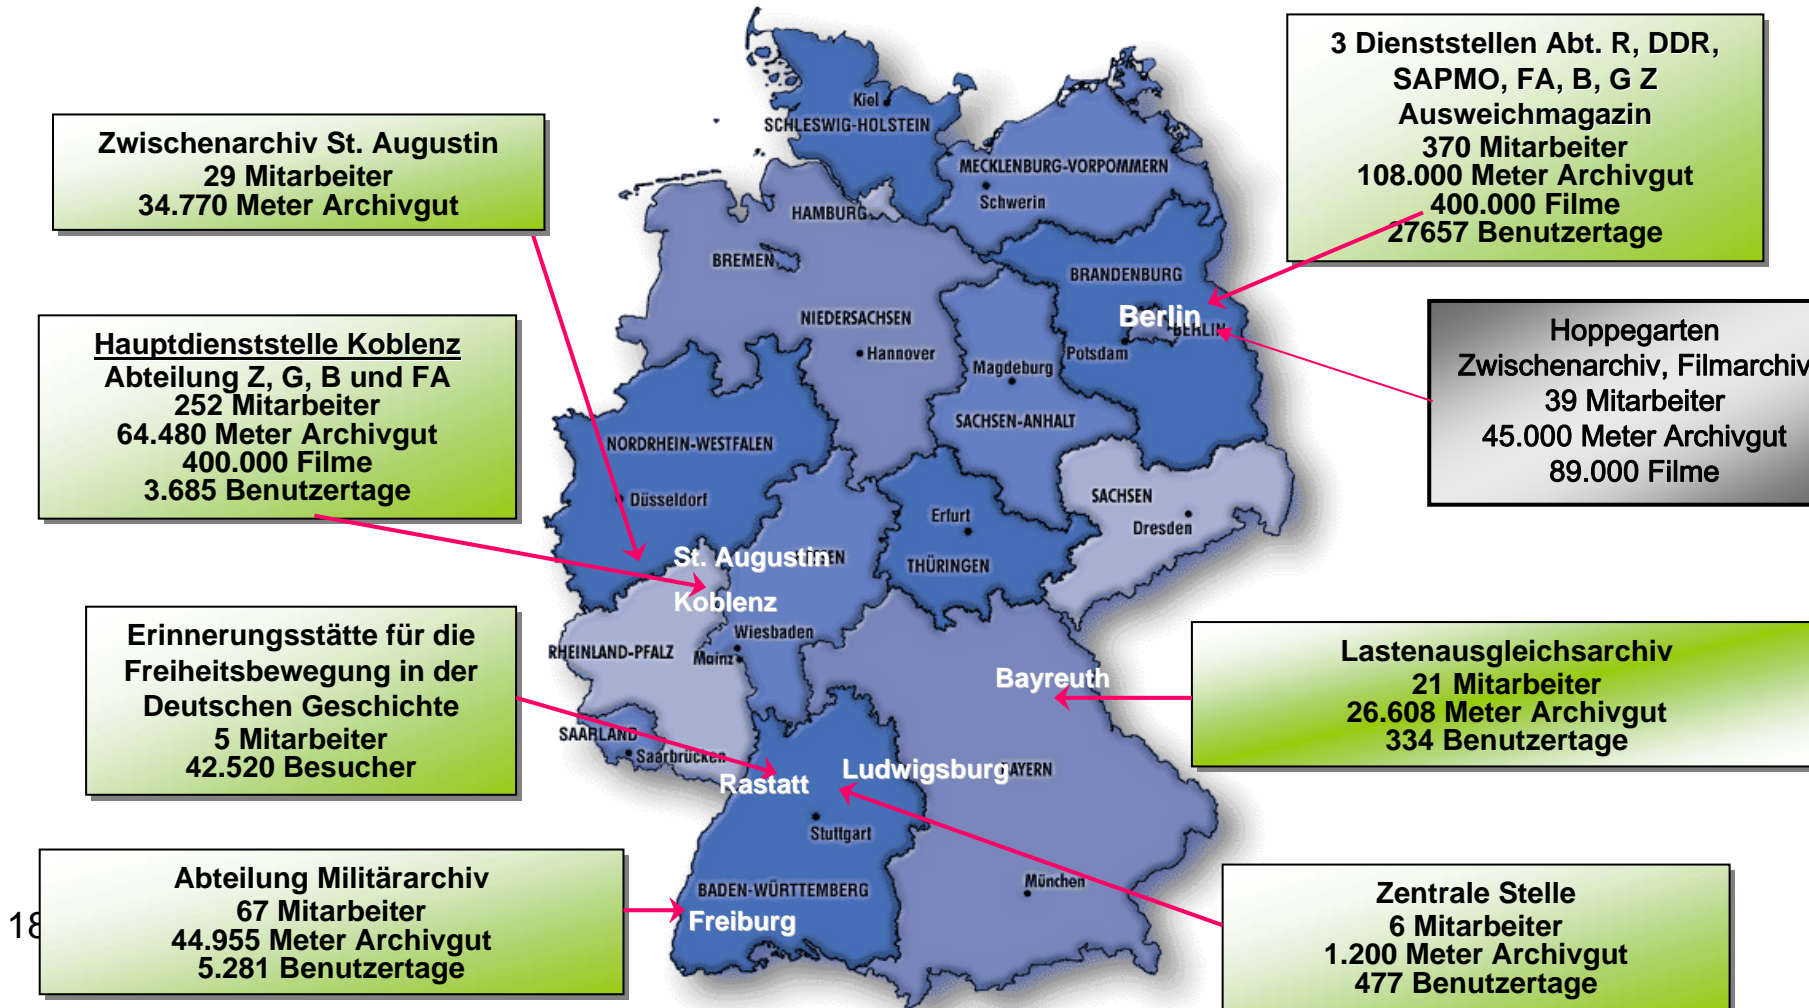 3 Dienststellen Abt. R, DDR,
SAPMO, FA, B, G Z
Ausweichmagazin
370 Mitarbeiter
108.000 Meter Archivgut
400.000 Filme
27657 Benutzertage
Zwischenarchiv St. Augustin
29 Mitarbeiter
34.770 Meter Archivgut
Hauptdienststelle Koblenz
Abteilung Z, G, B und FA
252 Mitarbeiter
64.480 Meter Archivgut
400.000 Filme
3.685 Benutzertage
Hoppegarten
Zwischenarchiv, Filmarchiv
39 Mitarbeiter
45.000 Meter Archivgut
89.000 Filme
Erinnerungsstätte für die
Freiheitsbewegung in der
Deutschen Geschichte
5 Mitarbeiter
42.520 Besucher
Lastenausgleichsarchiv
21 Mitarbeiter
26.608 Meter Archivgut
334 Benutzertage
Abteilung Militärarchiv
67 Mitarbeiter
44.955 Meter Archivgut
5.281 Benutzertage
Zentrale Stelle
6 Mitarbeiter
1.200 Meter Archivgut
477 Benutzertage
Kiel
SCHLESWIG-HOLSTEIN
MECKLENBURG-VORPOMMERN
Schwerin
HAMBURG
BREMEN
BRANDENBURG
NIEDERSACHSEN
Hannover
Berlin
BERLIN
Potsdam
Magdeburg
SACHSEN-ANHALT
NORDRHEIN-WESTFALEN
Düsseldorf
SACHSEN
Dresden
Erfurt
THÜRINGEN
St. Augustin
Koblenz
Wiesbaden
Mainz
RHEINLAND-PFALZ
Bayreuth
SAARLAND
Saarbrücken
Rastatt
Ludwigsburg
BAYERN
Stuttgart
BADEN-WÜRTTEMBERG
Freiburg
München
18